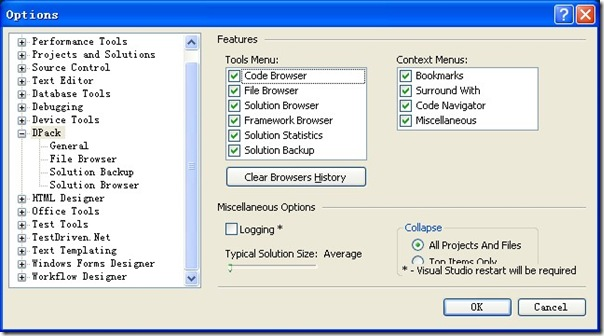 Options
Performance Tools
Projects and Solutions
Source Control
Text Editor
Database Tools
Debugging
Device Tools
DPack
General
File Browser
Solution Backup
Solution Browser
HTML Designer
Office Tools
Test Tools
TestDriven.Net
Text Templating
Windows Forms Designer
Workflow Designer
Features
Tools Menu:
Code Browser
File Browser
Solution Browser
Framework Browser
Solution Statistics
Solution Backup
Clear Browsers History
Context Menus:
Bookmarks
Surround With
Code Navigator
Miscellaneous
Miscellaneous Options
Logging *
Typical Solution Size: Average
Collapse
All Projects And Files
Top Items Only
* - Visual Studio restart will be required
OK
Cancel